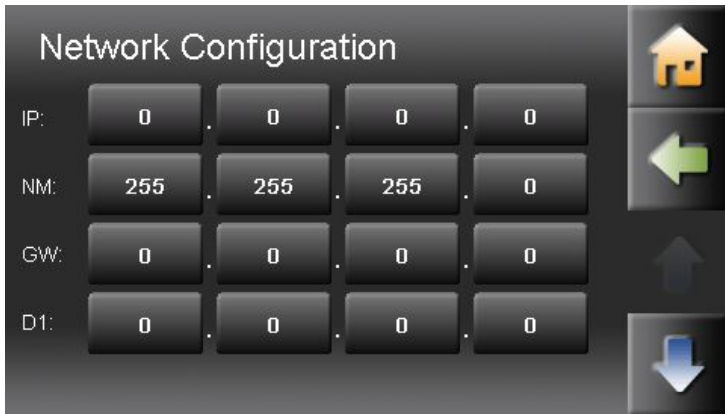 Network Configuration
IP: 0 . 0 . 0 . 0
NM: 255 . 255 . 255 . 0
GW: 0 . 0 . 0 . 0
D1: 0 . 0 . 0 . 0